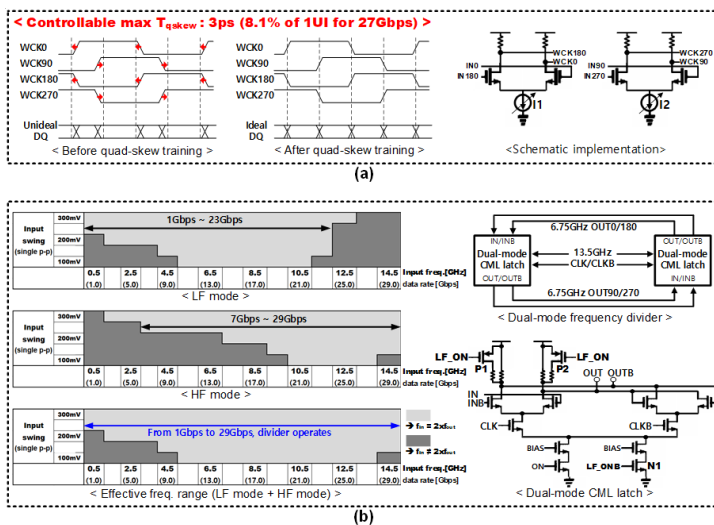 < Controllable max Tqskew : 3ps (8.1% of 1UI for 27Gbps) >
WCK0
WCK90
WCK180
WCK270
Unideal
DQ
< Before quad-skew training >
WCK0
WCK90
WCK180
WCK270
Ideal
DQ
< After quad-skew training >
WCK180
IN0
WCK0
IN180
I1
WCK270
IN90
WCK90
IN270
I2
<Schematic implementation>
(a)
Input
swing
(single p-p)
300mV
200mV
100mV
1Gbps ~ 23Gbps
0.5 2.5 4.5 6.5 8.5 10.5 12.5 14.5 Input freq.[GHz]
(1.0) (5.0) (9.0) (13.0) (17.0) (21.0) (25.0) (29.0) data rate [Gbps]
< LF mode >
Input
swing
(single p-p)
300mV
200mV
100mV
7Gbps ~ 29Gbps
0.5 2.5 4.5 6.5 8.5 10.5 12.5 14.5 Input freq.[GHz]
(1.0) (5.0) (9.0) (13.0) (17.0) (21.0) (25.0) (29.0) data rate [Gbps]
< HF mode >
Input
swing
(single p-p)
300mV
200mV
100mV
From 1Gbps to 29Gbps, divider operates
→ fin = 2xfout
→ fin ≠ 2xfout
0.5 2.5 4.5 6.5 8.5 10.5 12.5 14.5 Input freq.[GHz]
(1.0) (5.0) (9.0) (13.0) (17.0) (21.0) (25.0) (29.0) data rate [Gbps]
< Effective freq. range (LF mode + HF mode) >
6.75GHz OUT0/180
IN/INB
Dual-mode
CML latch
OUT/OUTB
13.5GHz
CLK/CLKB
OUT/OUTB
Dual-mode
CML latch
IN/INB
6.75GHz OUT90/270
< Dual-mode frequency divider >
LF_ON
P1
P2
LF_ON
OUT OUTB
IN
INB
CLK
CLKB
BIAS
BIAS
ON
LF_ONB
N1
< Dual-mode CML latch>
(b)